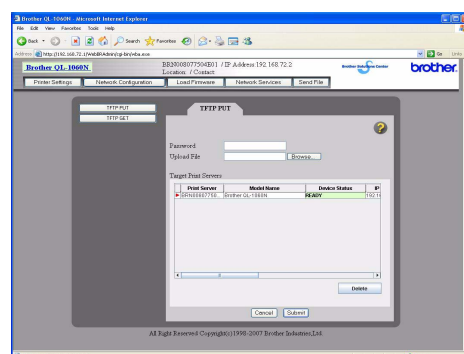 Brother QL-1060N - Microsoft Internet Explorer
File Edit View Favorites Tools Help
Back Search Favorites
Address http://192.168.72.1/WebBRAdmin/cgi-bin/wba.exe Go Links
Brother QL-1060N
BRN008077504E01 / IP Address:192.168.72.2
Location: / Contact:
Brother Solutions Center
brother.
Printer Settings Network Configuration Load Firmware Network Services Send File
TFTP PUT
TFTP GET
TFTP PUT
Password
Upload File Browse...
Target Print Servers
Print Server Model Name Device Status IP
Brother QL-1060N READY
Delete
Cancel Submit
All Right Reserved Copyright(c)1998-2007 Brother Industries,Ltd.